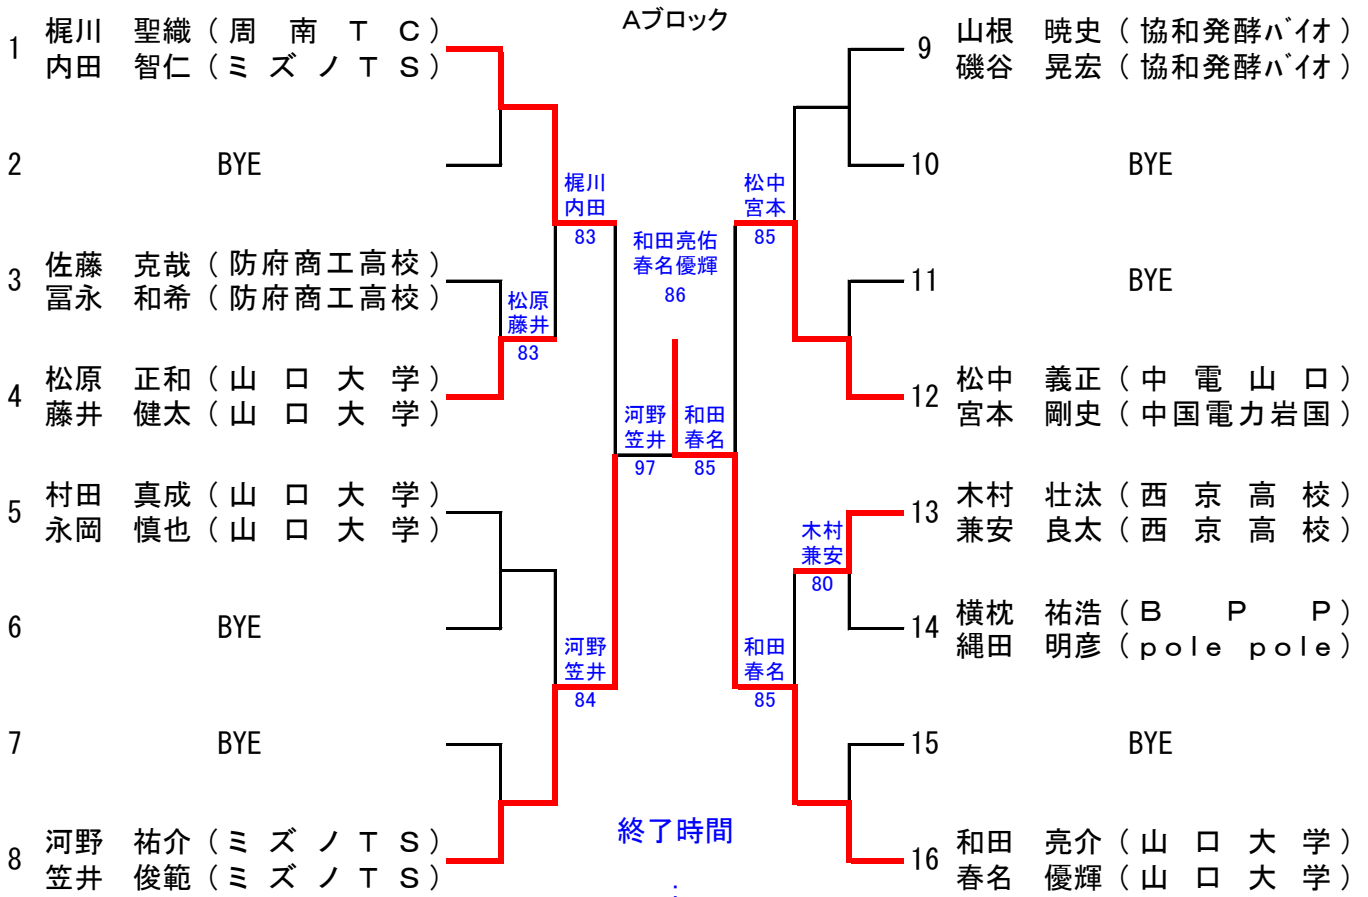 Aブロック
1 梶川 聖織 ( 周 南 T C )
内田 智仁 ( ミ ズ ノ T S )
2 BYE
3 佐藤 克哉 ( 防府商工高校 )
冨永 和希 ( 防府商工高校 )
4 松原 正和 ( 山 口 大 学 )
藤井 健太 ( 山 口 大 学 )
5 村田 真成 ( 山 口 大 学 )
永岡 慎也 ( 山 口 大 学 )
6 BYE
7 BYE
8 河野 祐介 ( ミ ズ ノ T S )
笠井 俊範 ( ミ ズ ノ T S )
松原
藤井
83
梶川
内田
83
河野
笠井
84
河野
笠井
97
和田亮佑
春名優輝
86
和田
春名
85
松中
宮本
85
和田
春名
85
木村
兼安
80
9 山根 暁史 ( 協和発酵バイオ )
磯谷 晃宏 ( 協和発酵バイオ )
10 BYE
11 BYE
12 松中 義正 ( 中 電 山 口 )
宮本 剛史 ( 中国電力岩国 )
13 木村 壮汰 ( 西 京 高 校 )
兼安 良太 ( 西 京 高 校 )
14 横枕 祐浩 ( B P P )
縄田 明彦 ( pole pole )
15 BYE
16 和田 亮介 ( 山 口 大 学 )
春名 優輝 ( 山 口 大 学 )
終了時間
: